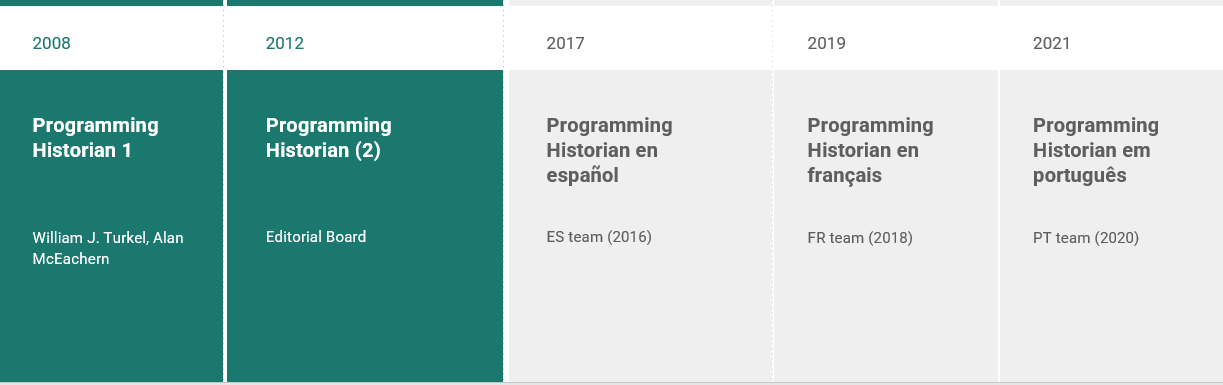 2008
Programming
Historian 1
William J. Turkel, Alan
McEachern
2012
Programming
Historian (2)
Editorial Board
2017
Programming
Historian en
español
ES team (2016)
2019
Programming
Historian en
français
FR team (2018)
2021
Programming
Historian em
português
PT team (2020)